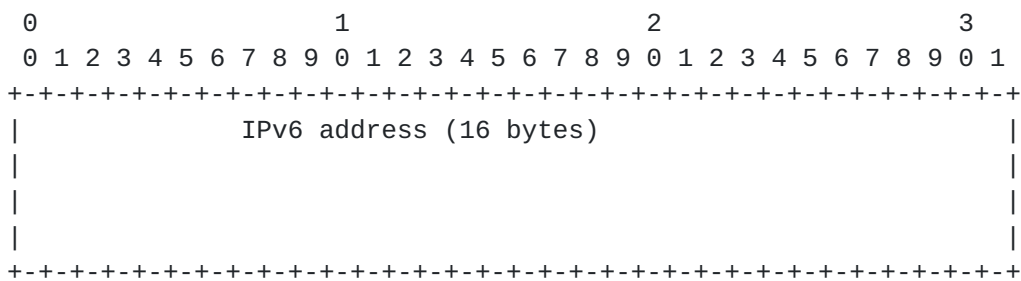 0                   1                   2                   3
 0 1 2 3 4 5 6 7 8 9 0 1 2 3 4 5 6 7 8 9 0 1 2 3 4 5 6 7 8 9 0 1
+-+-+-+-+-+-+-+-+-+-+-+-+-+-+-+-+-+-+-+-+-+-+-+-+-+-+-+-+-+-+-+-+
|              IPv6 address (16 bytes)                          |
|                                                               |
|                                                               |
|                                                               |
+-+-+-+-+-+-+-+-+-+-+-+-+-+-+-+-+-+-+-+-+-+-+-+-+-+-+-+-+-+-+-+-+